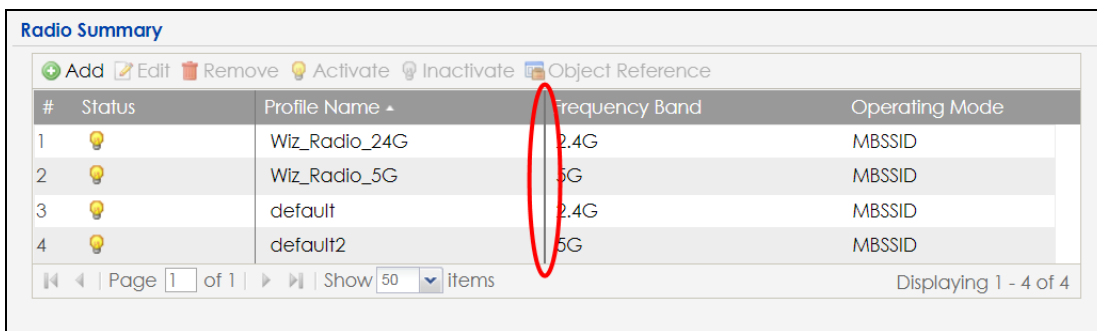 Radio Summary
Add Edit Remove Activate Inactivate Object Reference
# Status Profile Name Frequency Band Operating Mode
1 Wiz_Radio_24G 2.4G MBSSID
2 Wiz_Radio_5G 5G MBSSID
3 default 2.4G MBSSID
4 default2 5G MBSSID
Page 1 of 1 Show 50 items Displaying 1 - 4 of 4